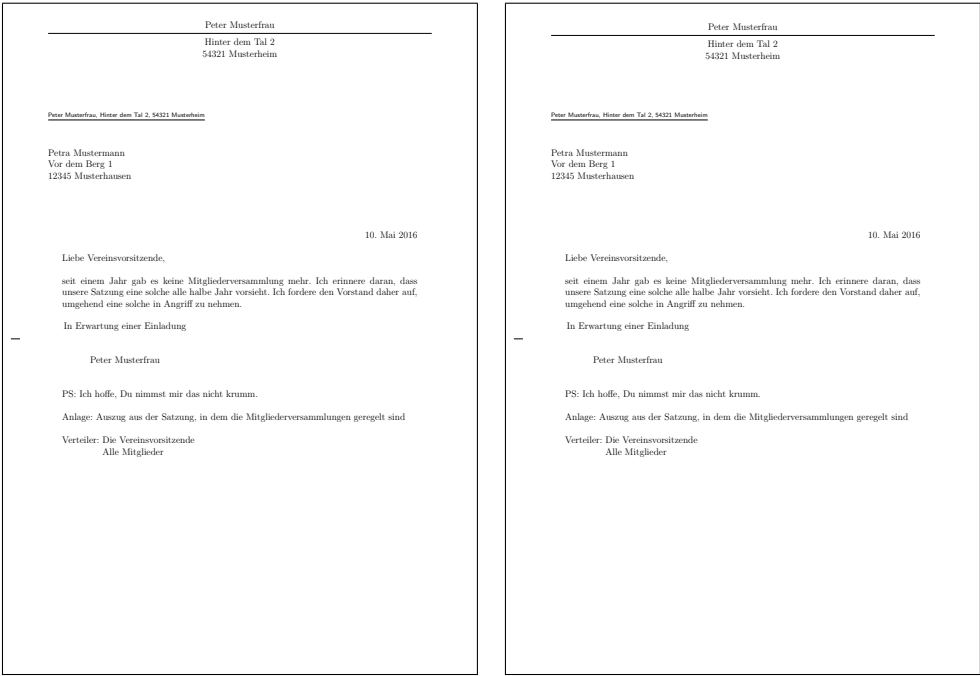 Peter Musterfrau
Hinter dem Tal 2
54321 Musterheim
Peter Musterfrau, Hinter dem Tal 2, 54321 Musterheim
Petra Mustermann
Vor dem Berg 1
12345 Musterhausen
10. Mai 2016
Liebe Vereinsvorsitzende,
seit einem Jahr gab es keine Mitgliederversammlung mehr. Ich erinnere daran, dass
unsere Satzung eine solche alle halbe Jahr vorsieht. Ich fordere den Vorstand daher auf,
umgehend eine solche in Angriff zu nehmen.
In Erwartung einer Einladung
Peter Musterfrau
PS: Ich hoffe, Du nimmst mir das nicht krumm.
Anlage: Auszug aus der Satzung, in dem die Mitgliederversammlungen geregelt sind
Verteiler: Die Vereinsvorsitzende
Alle Mitglieder
Peter Musterfrau
Hinter dem Tal 2
54321 Musterheim
Peter Musterfrau, Hinter dem Tal 2, 54321 Musterheim
Petra Mustermann
Vor dem Berg 1
12345 Musterhausen
10. Mai 2016
Liebe Vereinsvorsitzende,
seit einem Jahr gab es keine Mitgliederversammlung mehr. Ich erinnere daran, dass
unsere Satzung eine solche alle halbe Jahr vorsieht. Ich fordere den Vorstand daher auf,
umgehend eine solche in Angriff zu nehmen.
In Erwartung einer Einladung
Peter Musterfrau
PS: Ich hoffe, Du nimmst mir das nicht krumm.
Anlage: Auszug aus der Satzung, in dem die Mitgliederversammlungen geregelt sind
Verteiler: Die Vereinsvorsitzende
Alle Mitglieder